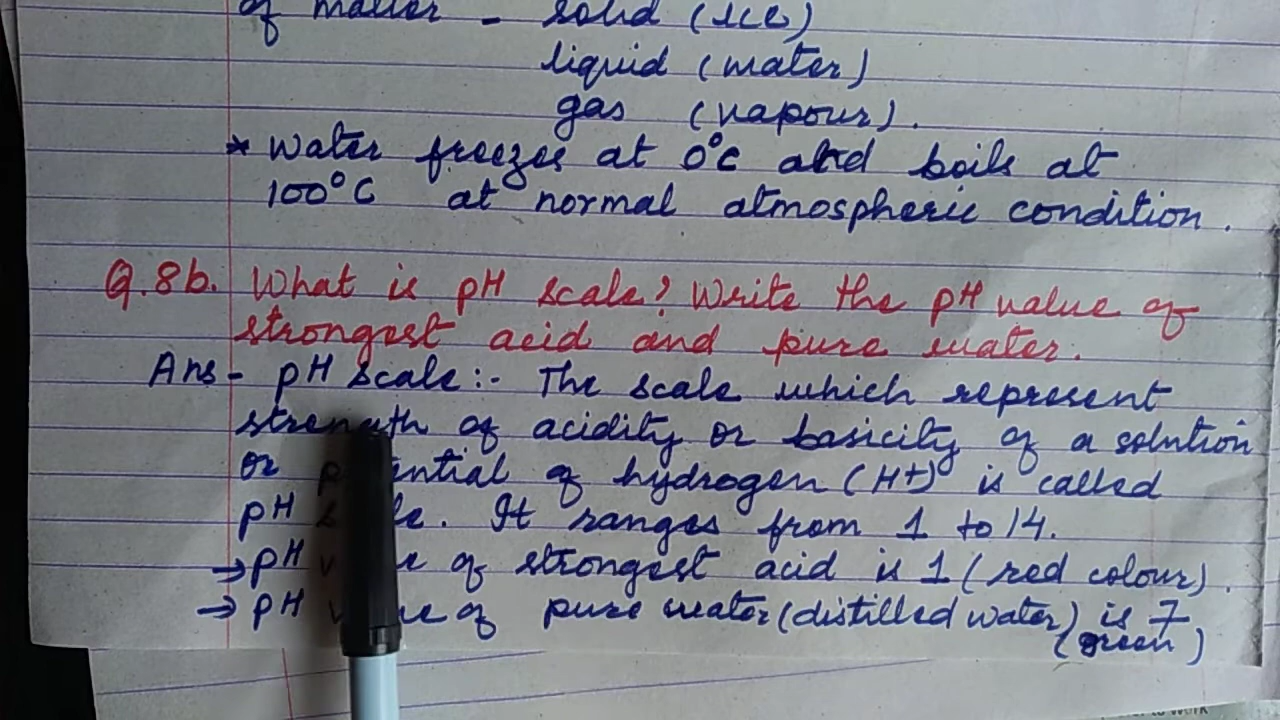 of matter - solid (ice)
liquid (water)
gas (vapour).
* Water freezes at 0°C and boils at
100°C at normal atmospheric condition.
Q.8b. What is pH scale? Write the pH value of
strongest acid and pure water.
Ans - pH scale:- The scale which represent
strength of acidity or basicity of a solution
or of hydrogen (H+) is called
pH. It ranges from 1 to 14.
→ pH of strongest acid is 1 (red colour).
→ pH of pure water (distilled water) is 7
(green)
to work